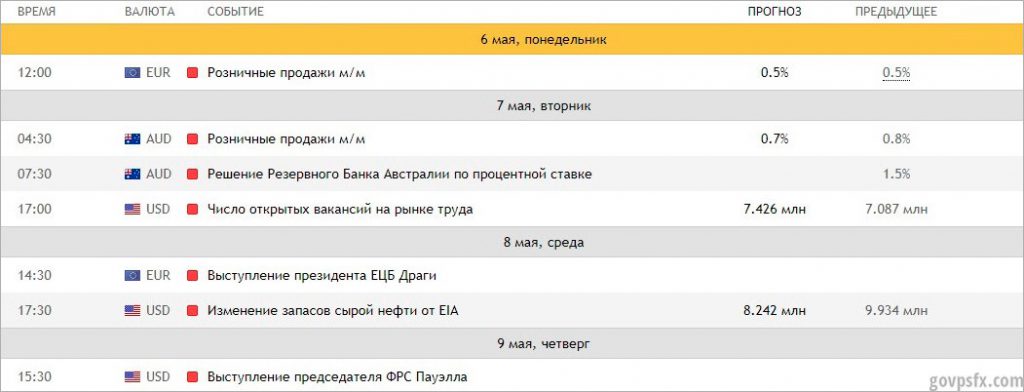 ВРЕМЯ ВАЛЮТА СОБЫТИЕ ПРОГНОЗ ПРЕДЫДУЩЕЕ
6 мая, понедельник
12:00 EUR Розничные продажи м/м 0.5% 0.5%
7 мая, вторник
04:30 AUD Розничные продажи м/м 0.7% 0.8%
07:30 AUD Решение Резервного Банка Австралии по процентной ставке 1.5%
17:00 USD Число открытых вакансий на рынке труда 7.426 млн 7.087 млн
8 мая, среда
14:30 EUR Выступление президента ЕЦБ Драги
17:30 USD Изменение запасов сырой нефти от EIA 8.242 млн 9.934 млн
9 мая, четверг
15:30 USD Выступление председателя ФРС Пауэлла
govpsfx.com